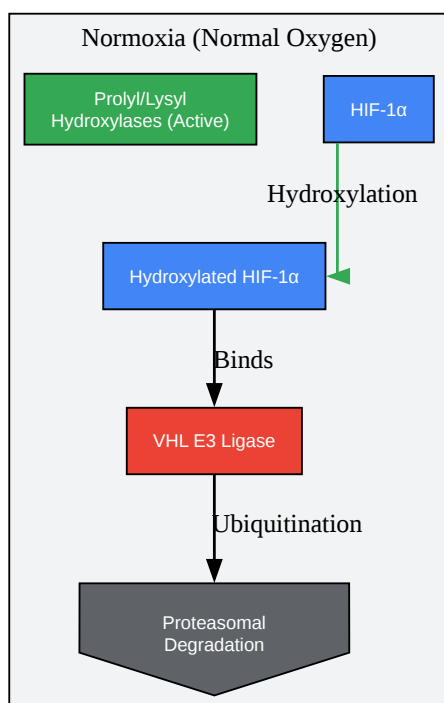 Normoxia (Normal Oxygen)
Prolyl/Lysyl
Hydroxylases (Active)
HIF-1α
Hydroxylation
Hydroxylated HIF-1α
Binds
VHL E3 Ligase
Ubiquitination
Proteasomal
Degradation